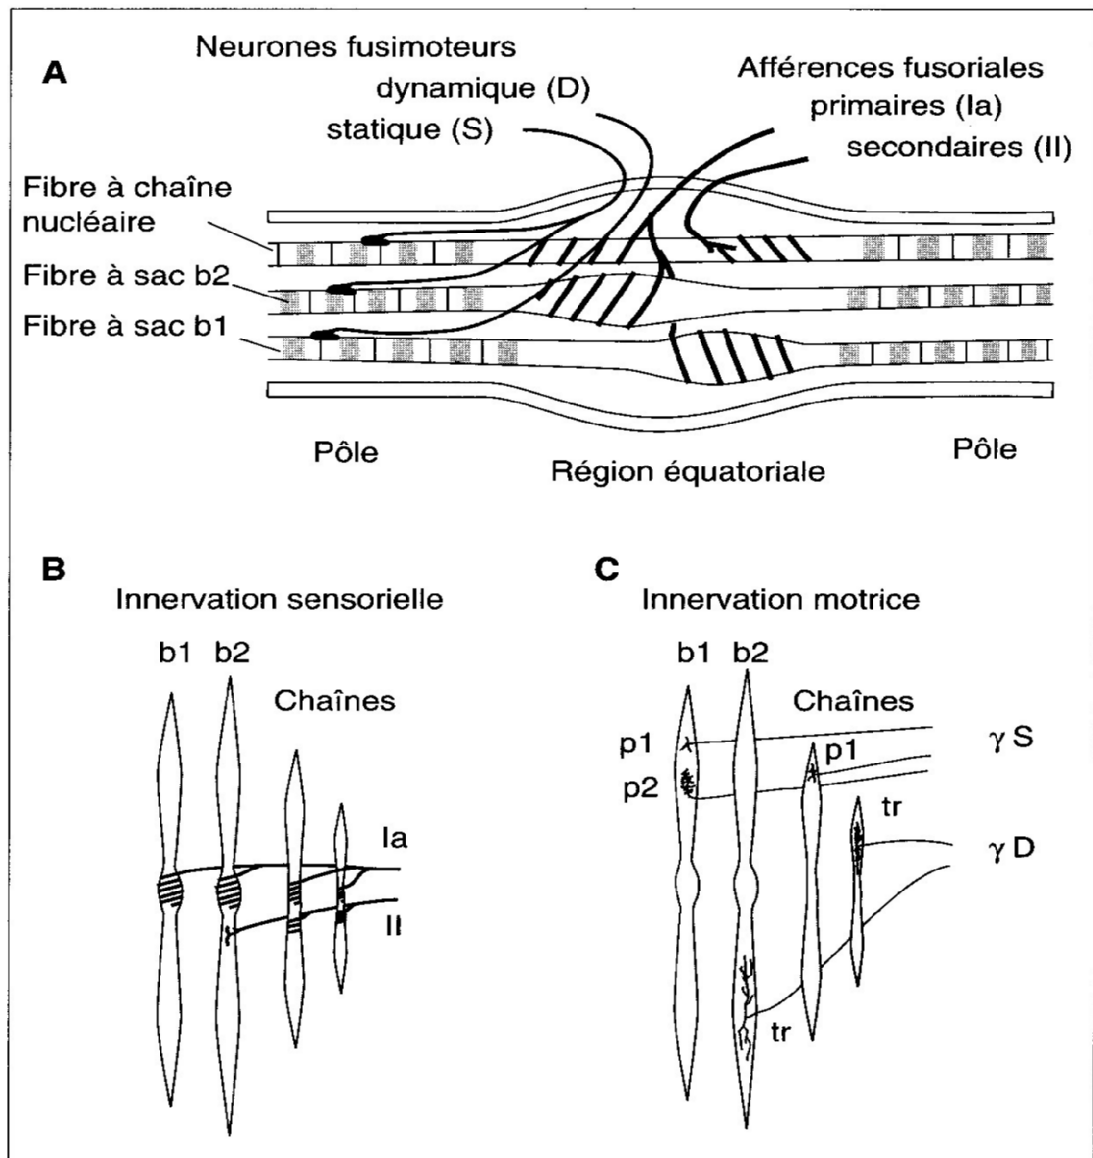 A
Neurones fusimoteurs
dynamique (D)
statique (S)
Afférences fusoriales
primaires (Ia)
secondaires (II)
Fibre à chaîne
nucléaire
Fibre à sac b2
Fibre à sac b1
Pôle
Région équatoriale
Pôle
B
Innervation sensorielle
b1 b2
Chaînes
Ia
II
C
Innervation motrice
b1 b2
Chaînes
p1
p1
γ S
p2
tr
γ D
tr